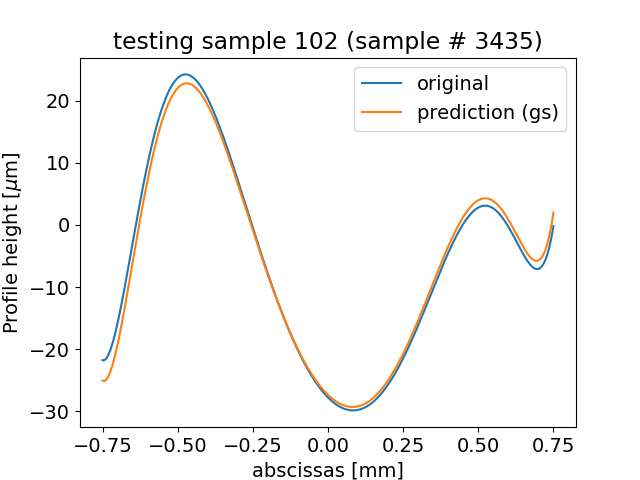 testing sample 102 (sample # 3435)
original
prediction (gs)
Profile height [μm]
20
10
0
−10
−20
−30
−0.75 −0.50 −0.25 0.00 0.25 0.50 0.75
abscissas [mm]